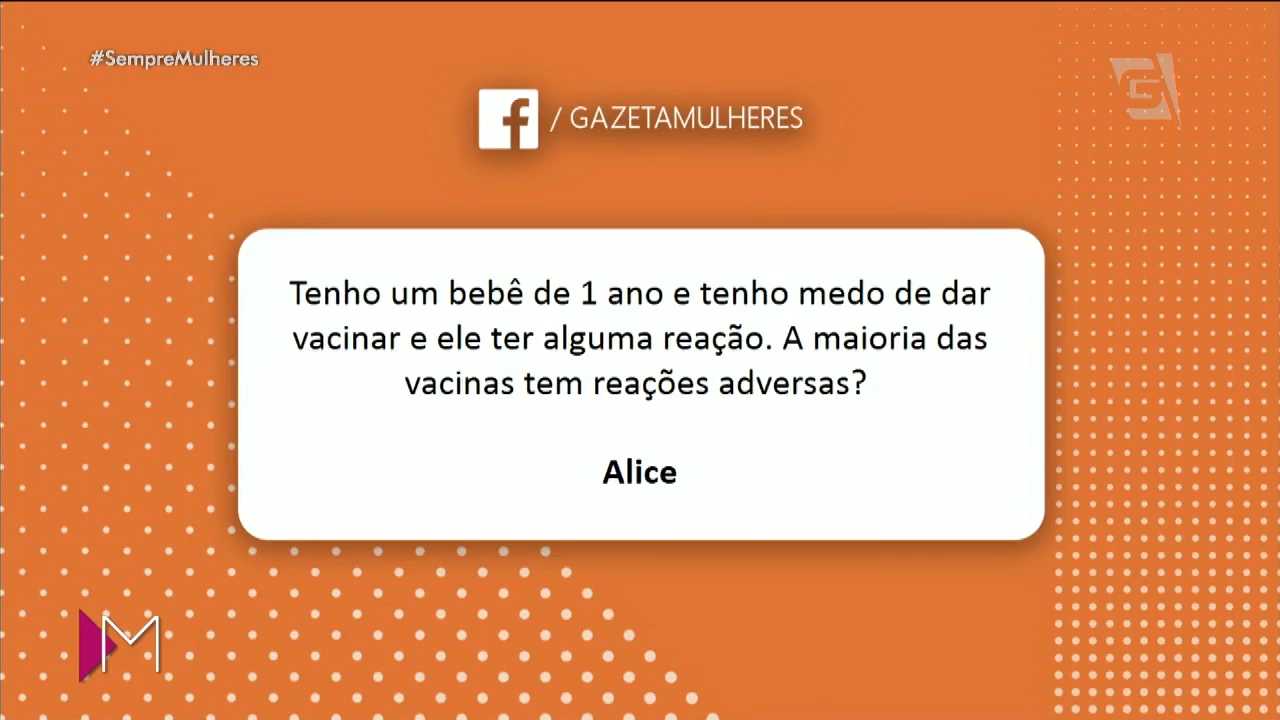 #SempreMulheres
f / GAZETAMULHERES
G
Tenho um bebê de 1 ano e tenho medo de dar
vacinar e ele ter alguma reação. A maioria das
vacinas tem reações adversas?
Alice
M